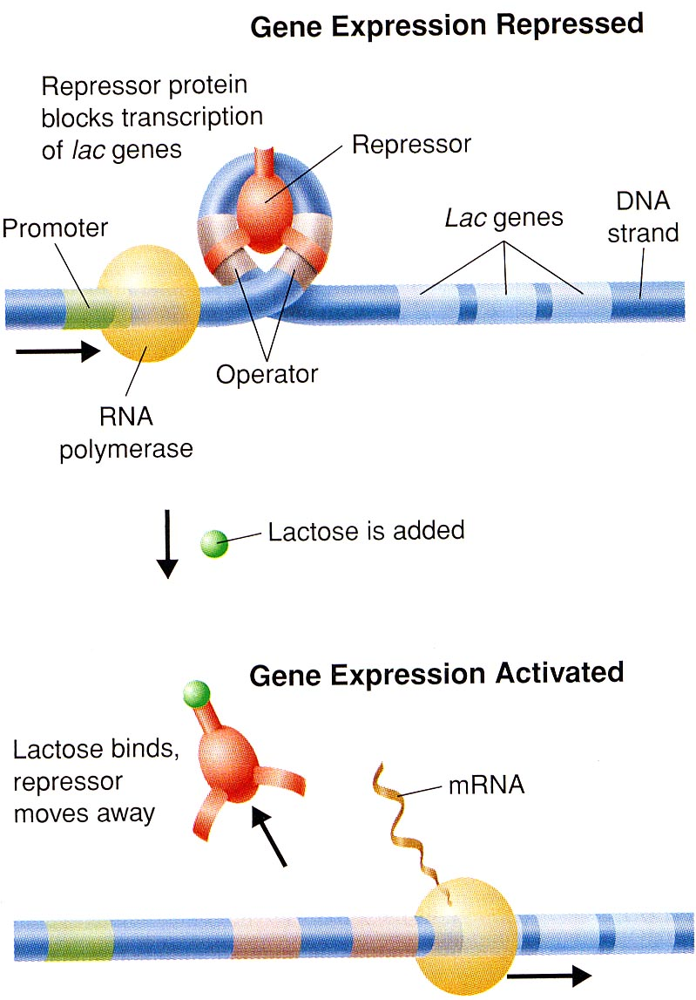 Gene Expression Repressed
Repressor protein
blocks transcription
of lac genes
Repressor
Promoter
Lac genes
DNA
strand
Operator
RNA
polymerase
Lactose is added
Gene Expression Activated
Lactose binds,
repressor
moves away
mRNA